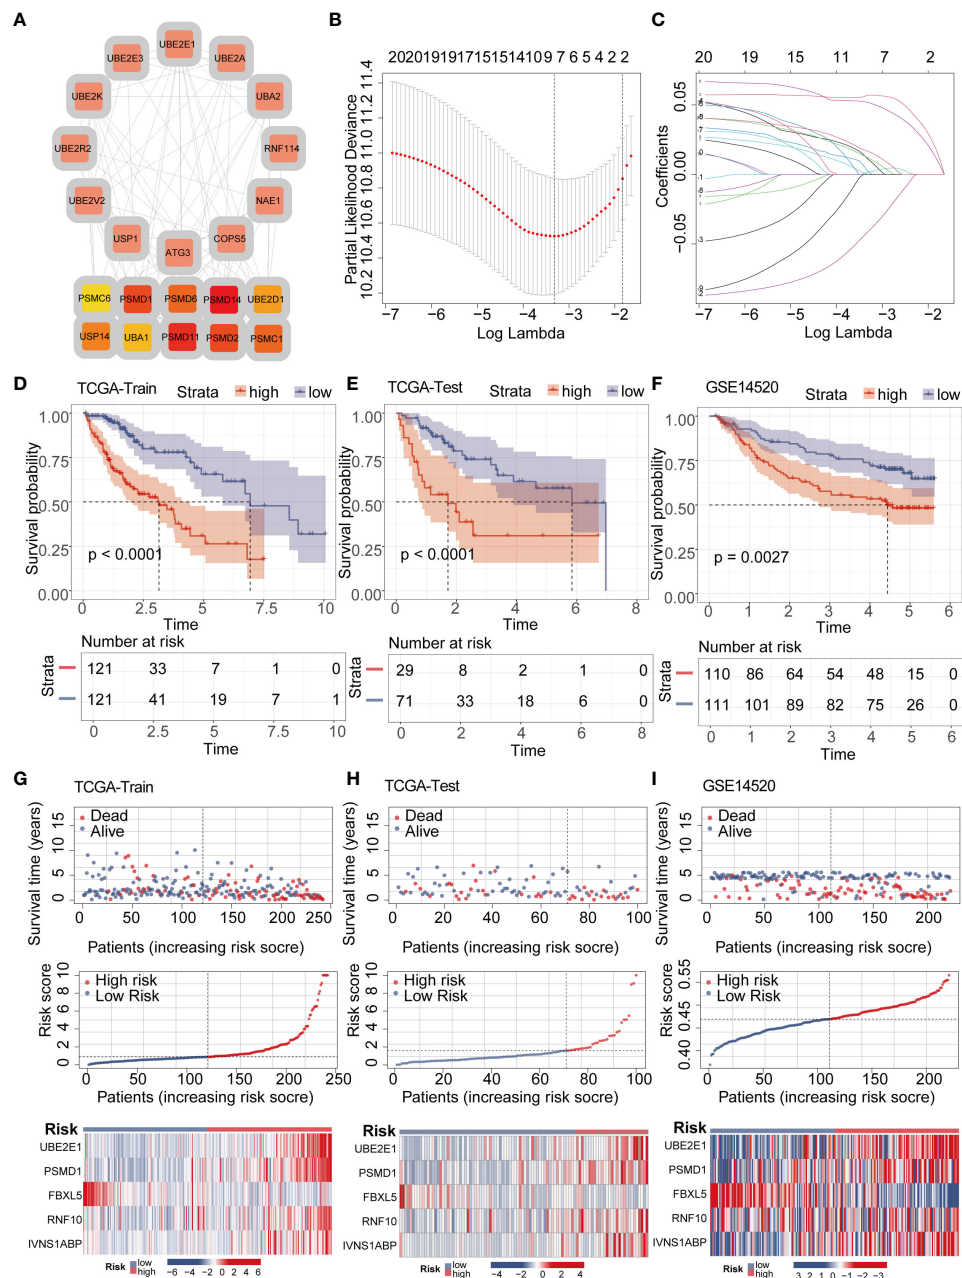 A
UBE2E1
UBE2E3
UBE2A
UBE2K
UBA2
UBE2R2
RNF114
UBE2V2
NAE1
USP1
COPS5
ATG3
PSMC6
PSMD1
PSMD6
PSMD14
UBE2D1
USP14
UBA1
PSMD11
PSMD2
PSMC1
B
20201919191715151514109 7 6 6 5 4 2 2
Partial Likelihood Deviance
10.2 10.4 10.6 10.8 11.0 11.2 11.4
−7 −6 −5 −4 −3 −2
Log Lambda
C
20 19 15 11 7 2
Coefficients
0.05
0.00
−0.05
−7 −6 −5 −4 −3 −2
Log Lambda
D
TCGA-Train
Strata high low
Survival probability
1.00
0.75
0.50
0.25
0.00
p < 0.0001
0 2.5 5 7.5 10
Time
Number at risk
Strata
121 33 7 1 0
121 41 19 7 1
0 2.5 5 7.5 10
Time
E
TCGA-Test
Strata high low
Survival probability
1.00
0.75
0.50
0.25
0.00
p < 0.0001
0 2 4 6 8
Time
Number at risk
Strata
29 8 2 1 0
71 33 18 6 0
0 2 4 6 8
Time
F
GSE14520
Strata high low
Survival probability
1.00
0.75
0.50
0.25
0.00
p = 0.0027
0 1 2 3 4 5 6
Time
Number at risk
Strata
110 86 64 54 48 15 0
111 101 89 82 75 26 0
0 1 2 3 4 5 6
Time
G
TCGA-Train
Dead
Alive
Survival time (years)
0 5 10 15
0 50 100 150 200 250
Patients (increasing risk socre)
High risk
Low Risk
Risk score
0 2 4 6 8 10
0 50 100 150 200 250
Patients (increasing risk socre)
Risk
UBE2E1
PSMD1
FBXL5
RNF10
IVNS1ABP
Risk low high
−6 −4 −2 0 2 4 6
H
TCGA-Test
Dead
Alive
Survival time (years)
0 5 10 15
0 20 40 60 80 100
Patients (increasing risk socre)
High risk
Low Risk
Risk score
0 2 4 6 8 10
0 20 40 60 80 100
Patients (increasing risk socre)
Risk
UBE2E1
PSMD1
FBXL5
RNF10
IVNS1ABP
Risk low high
−4 −2 0 2 4
I
GSE14520
Dead
Alive
Survival time (years)
0 5 10 15
0 50 100 150 200
Patients (increasing risk socre)
High risk
Low Risk
Risk score
0.40 0.45 0.55
0 50 100 150 200
Patients (increasing risk socre)
Risk
UBE2E1
PSMD1
FBXL5
RNF10
IVNS1ABP
Risk low high
3 2 1 0 −1 −2 −3